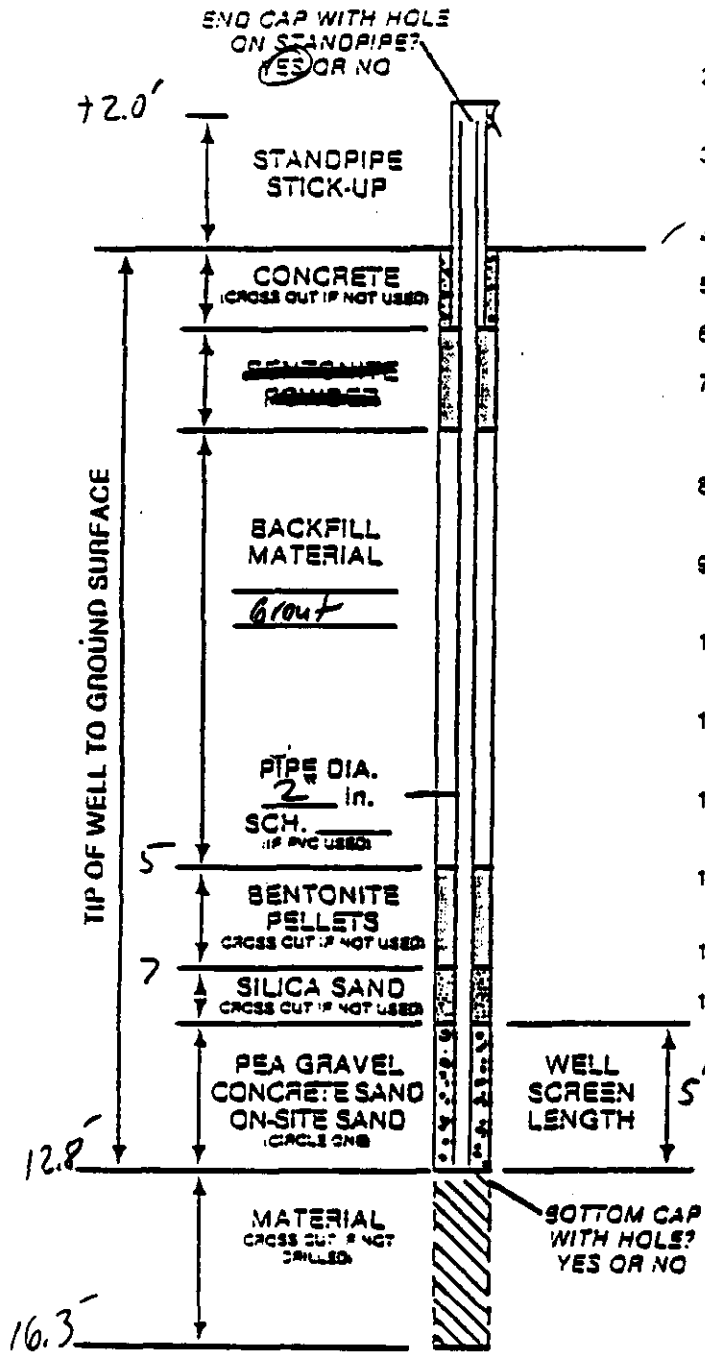 END CAP WITH HOLE
ON STANDPIPE?
YES OR NO
+2.0'
STANDPIPE
STICK-UP
CONCRETE
(CROSS OUT IF NOT USED)
BENTONITE
POWDER
TIP OF WELL TO GROUND SURFACE
BACKFILL
MATERIAL
Grout
PIPE DIA.
2" in.
SCH.
(IF PVC USED)
5'
BENTONITE
PELLETS
CROSS OUT IF NOT USED)
7'
SILICA SAND
CROSS OUT IF NOT USED)
PEA GRAVEL
CONCRETE SAND
ON-SITE SAND
(CIRCLE ONE)
WELL
SCREEN
LENGTH
5'
12.8'
MATERIAL
CROSS OUT IF NOT
DRILLED)
BOTTOM CAP
WITH HOLE?
YES OR NO
16.3'